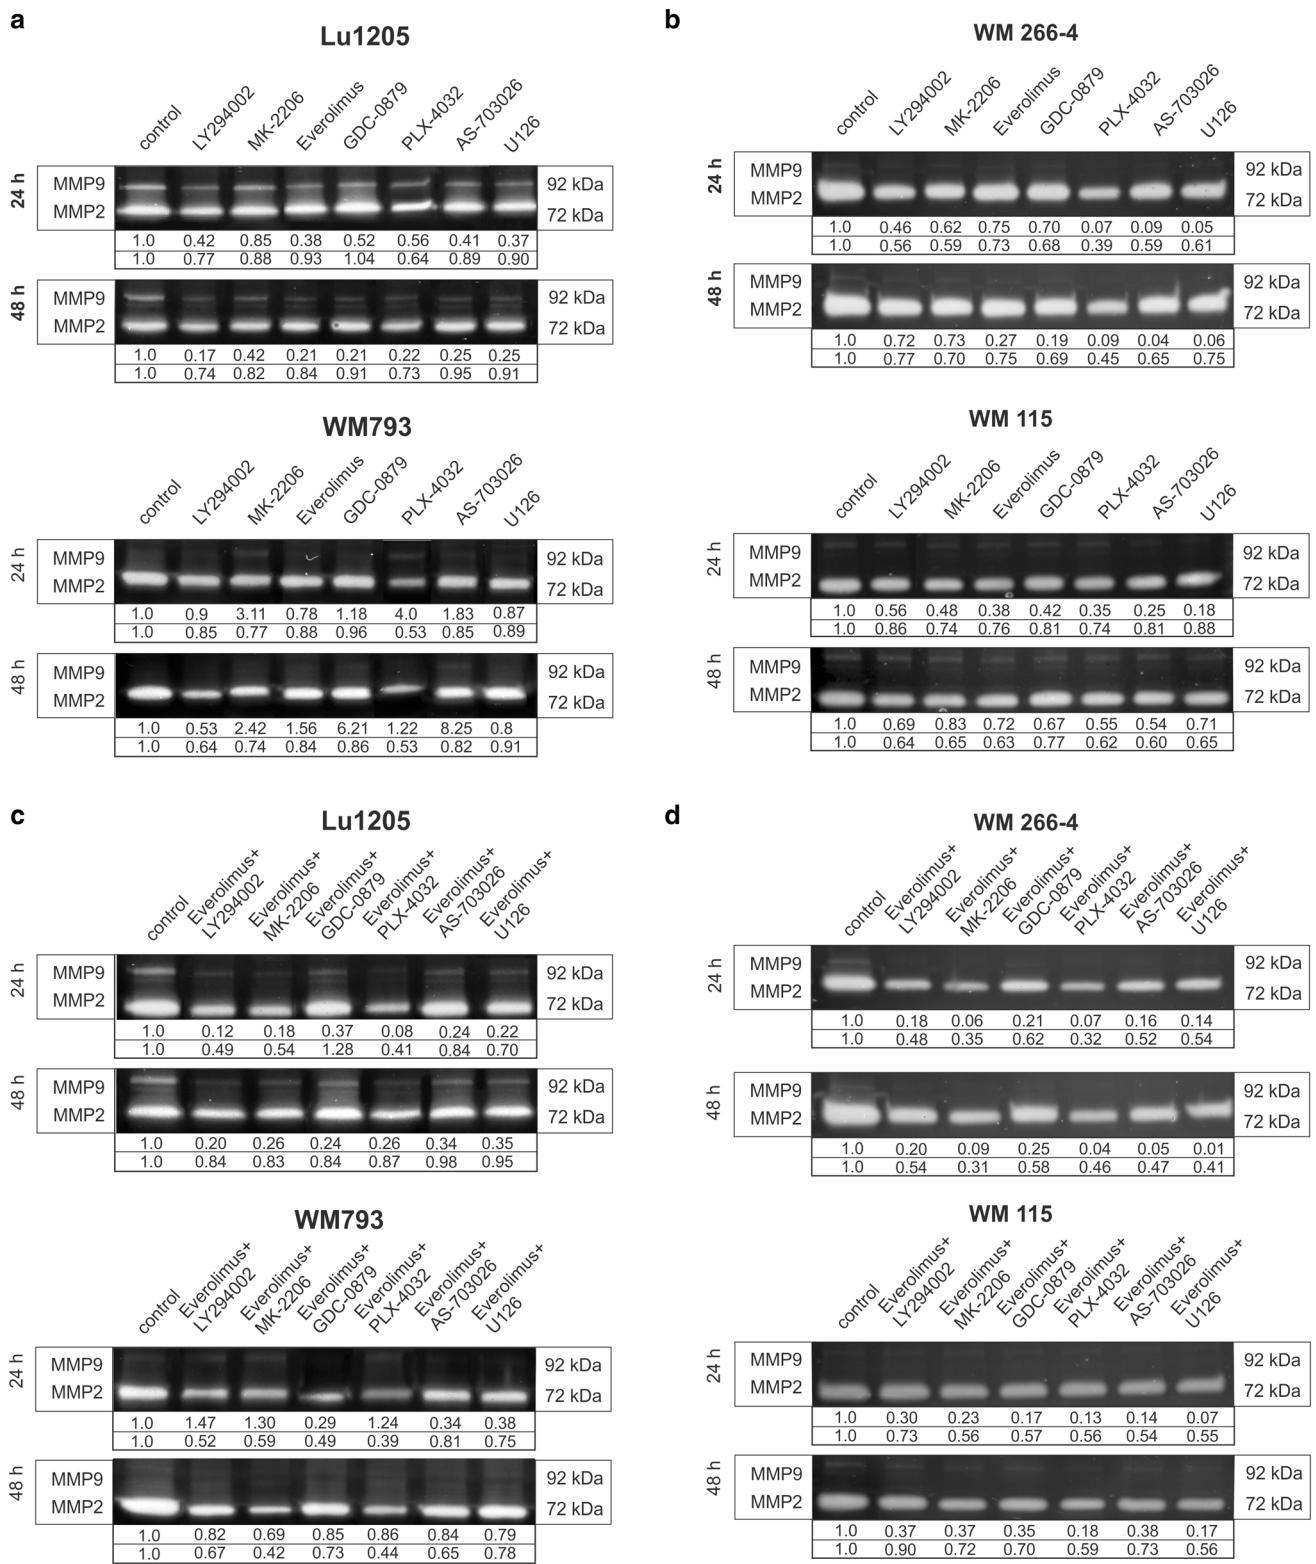 a
Lu1205
control LY294002 MK-2206 Everolimus GDC-0879 PLX-4032 AS-703026 U126
24 h
MMP9 92 kDa
MMP2 72 kDa
1.0 0.42 0.85 0.38 0.52 0.56 0.41 0.37
1.0 0.77 0.88 0.93 1.04 0.64 0.89 0.90
48 h
MMP9 92 kDa
MMP2 72 kDa
1.0 0.17 0.42 0.21 0.21 0.22 0.25 0.25
1.0 0.74 0.82 0.84 0.91 0.73 0.95 0.91
WM793
control LY294002 MK-2206 Everolimus GDC-0879 PLX-4032 AS-703026 U126
24 h
MMP9 92 kDa
MMP2 72 kDa
1.0 0.9 3.11 0.78 1.18 4.0 1.83 0.87
1.0 0.85 0.77 0.88 0.96 0.53 0.85 0.89
48 h
MMP9 92 kDa
MMP2 72 kDa
1.0 0.53 2.42 1.56 6.21 1.22 8.25 0.8
1.0 0.64 0.74 0.84 0.86 0.53 0.82 0.91
b
WM 266-4
control LY294002 MK-2206 Everolimus GDC-0879 PLX-4032 AS-703026 U126
24 h
MMP9 92 kDa
MMP2 72 kDa
1.0 0.46 0.62 0.75 0.70 0.07 0.09 0.05
1.0 0.56 0.59 0.73 0.68 0.39 0.59 0.61
48 h
MMP9 92 kDa
MMP2 72 kDa
1.0 0.72 0.73 0.27 0.19 0.09 0.04 0.06
1.0 0.77 0.70 0.75 0.69 0.45 0.65 0.75
WM 115
control LY294002 MK-2206 Everolimus GDC-0879 PLX-4032 AS-703026 U126
24 h
MMP9 92 kDa
MMP2 72 kDa
1.0 0.56 0.48 0.38 0.42 0.35 0.25 0.18
1.0 0.86 0.74 0.76 0.81 0.74 0.81 0.88
48 h
MMP9 92 kDa
MMP2 72 kDa
1.0 0.69 0.83 0.72 0.67 0.55 0.54 0.71
1.0 0.64 0.65 0.63 0.77 0.62 0.60 0.65
c
Lu1205
control Everolimus+ LY294002 Everolimus+ MK-2206 Everolimus+ GDC-0879 Everolimus+ PLX-4032 Everolimus+ AS-703026 Everolimus+ U126
24 h
MMP9 92 kDa
MMP2 72 kDa
1.0 0.12 0.18 0.37 0.08 0.24 0.22
1.0 0.49 0.54 1.28 0.41 0.84 0.70
48 h
MMP9 92 kDa
MMP2 72 kDa
1.0 0.20 0.26 0.24 0.26 0.34 0.35
1.0 0.84 0.83 0.84 0.87 0.98 0.95
WM793
control Everolimus+ LY294002 Everolimus+ MK-2206 Everolimus+ GDC-0879 Everolimus+ PLX-4032 Everolimus+ AS-703026 Everolimus+ U126
24 h
MMP9 92 kDa
MMP2 72 kDa
1.0 1.47 1.30 0.29 1.24 0.34 0.38
1.0 0.52 0.59 0.49 0.39 0.81 0.75
48 h
MMP9 92 kDa
MMP2 72 kDa
1.0 0.82 0.69 0.85 0.86 0.84 0.79
1.0 0.67 0.42 0.73 0.44 0.65 0.78
d
WM 266-4
control Everolimus+ LY294002 Everolimus+ MK-2206 Everolimus+ GDC-0879 Everolimus+ PLX-4032 Everolimus+ AS-703026 Everolimus+ U126
24 h
MMP9 92 kDa
MMP2 72 kDa
1.0 0.18 0.06 0.21 0.07 0.16 0.14
1.0 0.48 0.35 0.62 0.32 0.52 0.54
48 h
MMP9 92 kDa
MMP2 72 kDa
1.0 0.20 0.09 0.25 0.04 0.05 0.01
1.0 0.54 0.31 0.58 0.46 0.47 0.41
WM 115
control Everolimus+ LY294002 Everolimus+ MK-2206 Everolimus+ GDC-0879 Everolimus+ PLX-4032 Everolimus+ AS-703026 Everolimus+ U126
24 h
MMP9 92 kDa
MMP2 72 kDa
1.0 0.30 0.23 0.17 0.13 0.14 0.07
1.0 0.73 0.56 0.57 0.56 0.54 0.55
48 h
MMP9 92 kDa
MMP2 72 kDa
1.0 0.37 0.37 0.35 0.18 0.38 0.17
1.0 0.90 0.72 0.70 0.59 0.73 0.56